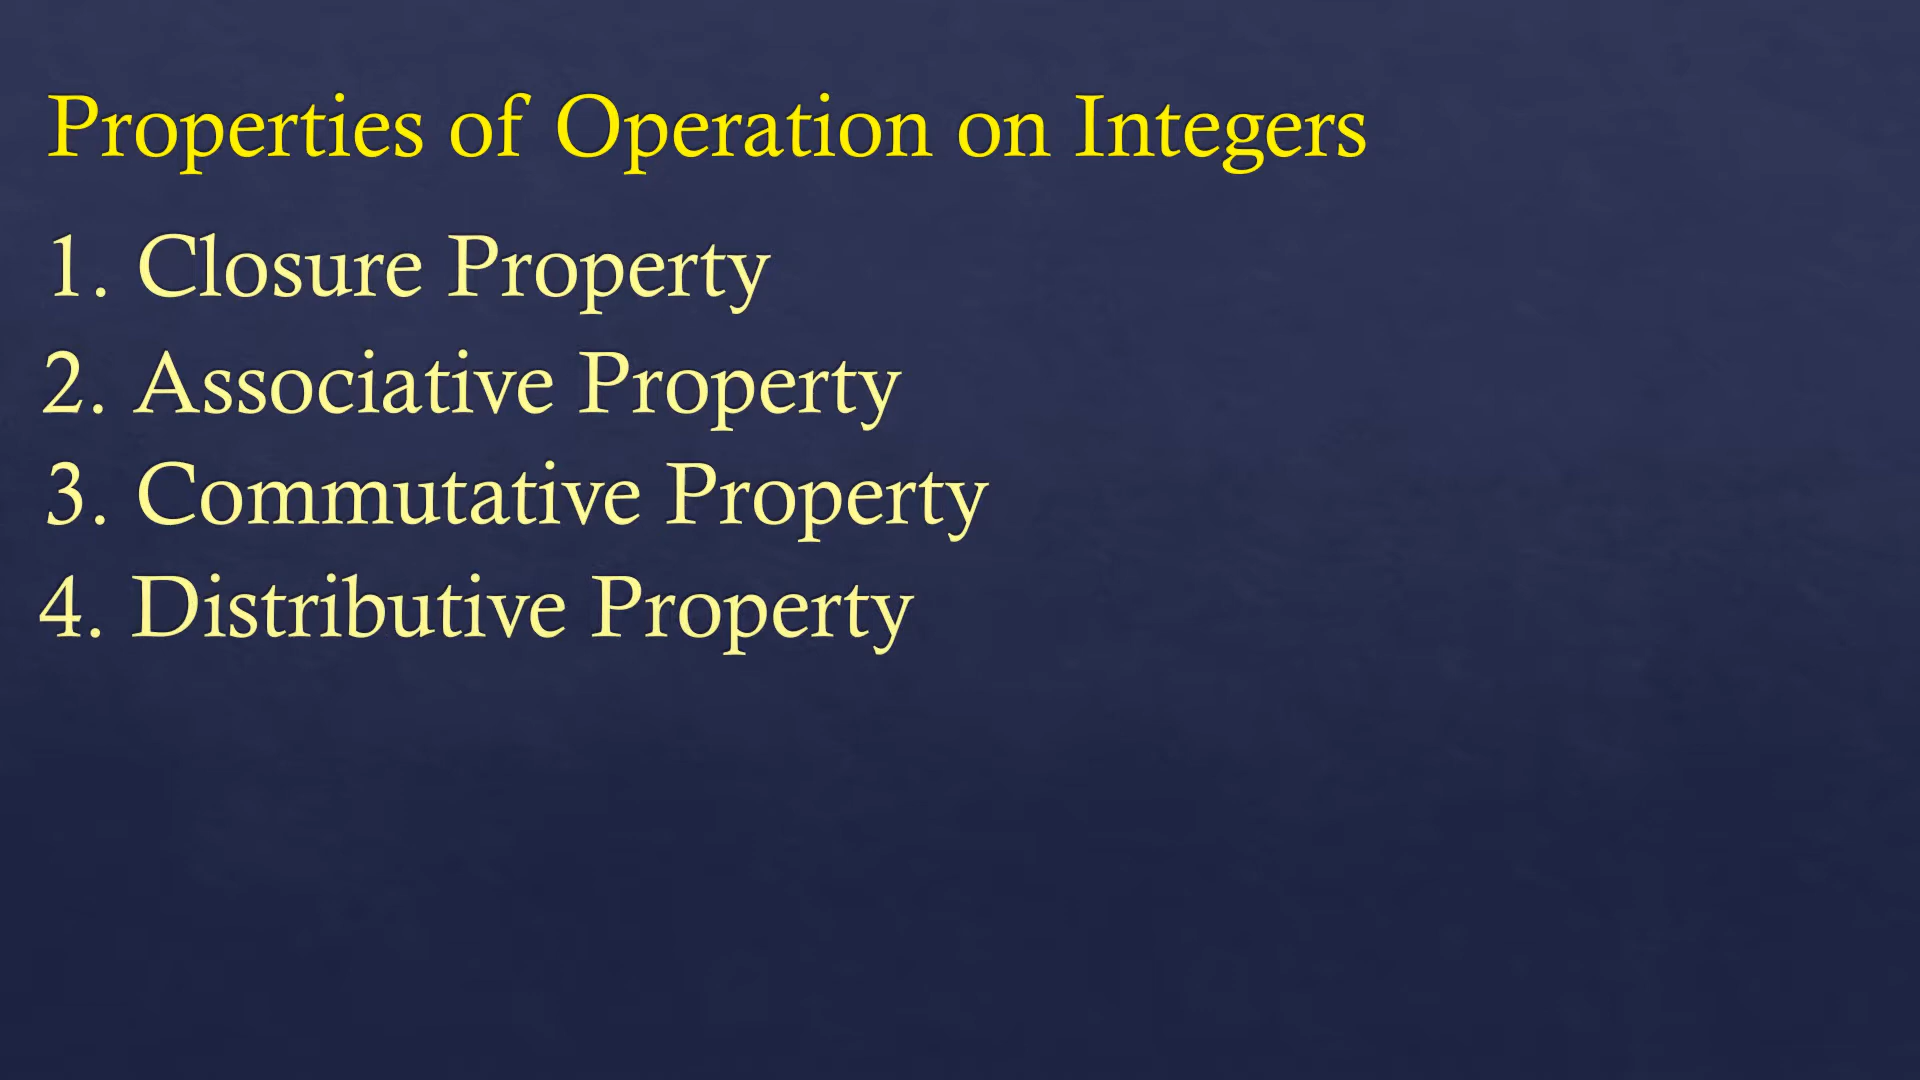 Properties of Operation on Integers
1. Closure Property
2. Associative Property
3. Commutative Property
4. Distributive Property